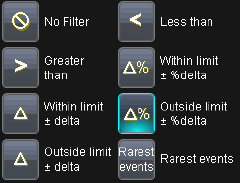 No Filter
< Less than
> Greater
than
Δ% Within limit
± %delta
Δ Within limit
± delta
Δ% Outside limit
± %delta
Δ Outside limit
± delta
Rarest
events
Rarest events